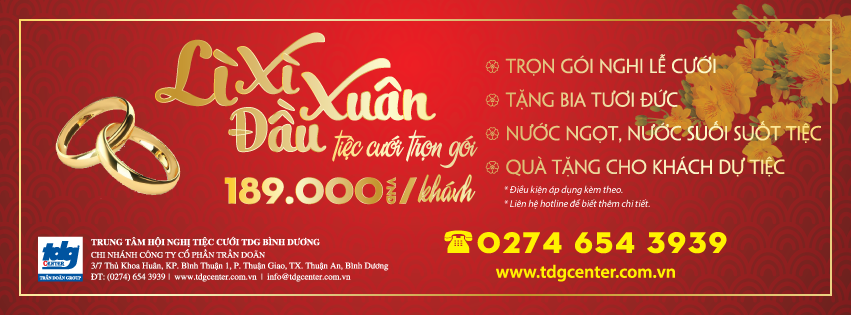 Lì Xì
Đầu Xuân
tiệc cưới trọn gói
189.000 VNĐ/khách
TRỌN GÓI NGHI LỄ CƯỚI
TẶNG BIA TƯƠI ĐỨC
NƯỚC NGỌT, NƯỚC SUỐI SUỐT TIỆC
QUÀ TẶNG CHO KHÁCH DỰ TIỆC
* Điều kiện áp dụng kèm theo.
* Liên hệ hotline để biết thêm chi tiết.
tdg
CENTER
TRẦN DOÃN GROUP
TRUNG TÂM HỘI NGHỊ TIỆC CƯỚI TDG BÌNH DƯƠNG
CHI NHÁNH CÔNG TY CỔ PHẦN TRẦN DOÃN
3/7 Thủ Khoa Huân, KP. Bình Thuận 1, P. Thuận Giao, TX. Thuận An, Bình Dương
ĐT: (0274) 654 3939 | www.tdgcenter.com.vn | info@tdgcenter.com.vn
☎0274 654 3939
www.tdgcenter.com.vn